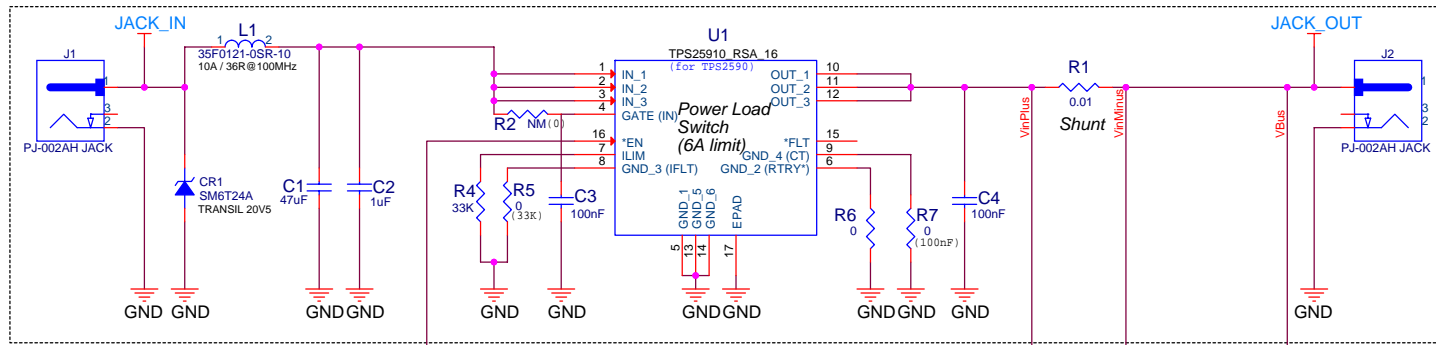 JACK_IN
J1
1
3
2
PJ-002AH JACK
L1
1 2
35F0121-0SR-10
10A / 36R@100MHz
CR1
SM6T24A
TRANSIL 20V5
C1
47uF
C2
1uF
R2
NM(0)
R4
33K
R5
0
(33K)
C3
100nF
U1
TPS25910_RSA_16
(for TPS2590)
1 IN_1
2 IN_2
3 IN_3
4 GATE (IN)
16 *EN
7 ILIM
8 GND_3 (IFLT)
Power Load
Switch
(6A limit)
OUT_1 10
OUT_2 11
OUT_3 12
*FLT 15
GND_4 (CT) 9
GND_2 (RTRY*) 6
GND_1
GND_5
GND_6
EPAD
5
13
14
17
R6
0
R7
0
(100nF)
C4
100nF
R1
0.01
Shunt
VinPlus
VinMinus
VBus
JACK_OUT
J2
1
3
2
PJ-002AH JACK
GND
GND
GND
GND
GND
GND
GND
GND
GND
GND
GND
GND